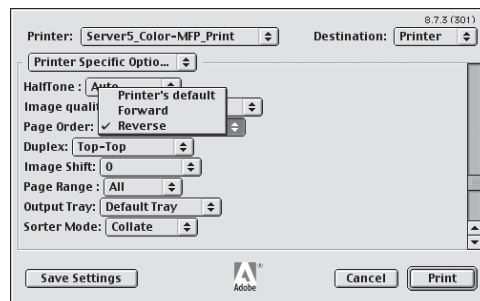 8.7.3 (301)
Printer: Server5_Color-MFP_Print Destination: Printer
Printer Specific Optio...
HalfTone : Auto
Printer's default
Image qualit
Forward
Page Order: ✓ Reverse
Duplex: Top-Top
Image Shift: 0
Page Range : All
Output Tray: Default Tray
Sorter Mode: Collate
Save Settings Adobe ® Cancel Print